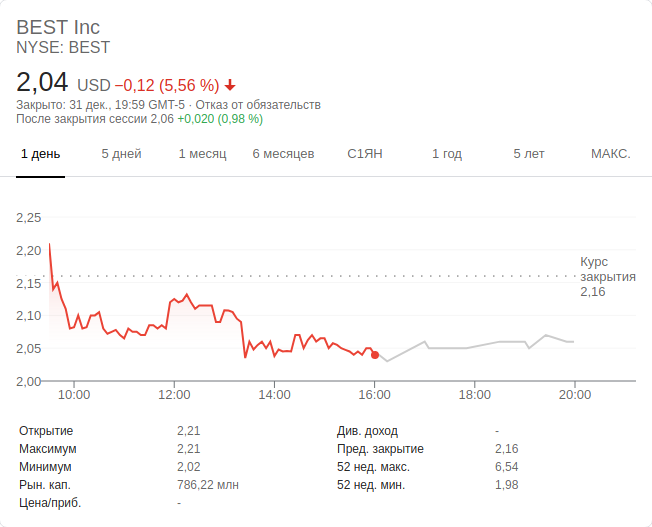 BEST Inc
NYSE: BEST
2,04 USD −0,12 (5,56 %)
Закрыто: 31 дек., 19:59 GMT-5 · Отказ от обязательств
После закрытия сессии 2,06 +0,020 (0,98 %)
1 день 5 дней 1 месяц 6 месяцев С1ЯН 1 год 5 лет МАКС.
2,25
2,20
Курс
закрытия
2,16
2,15
2,10
2,05
2,00
10:00 12:00 14:00 16:00 18:00 20:00
Открытие 2,21 Див. доход -
Максимум 2,21 Пред. закрытие 2,16
Минимум 2,02 52 нед. макс. 6,54
Рын. кап. 786,22 млн 52 нед. мин. 1,98
Цена/приб. -